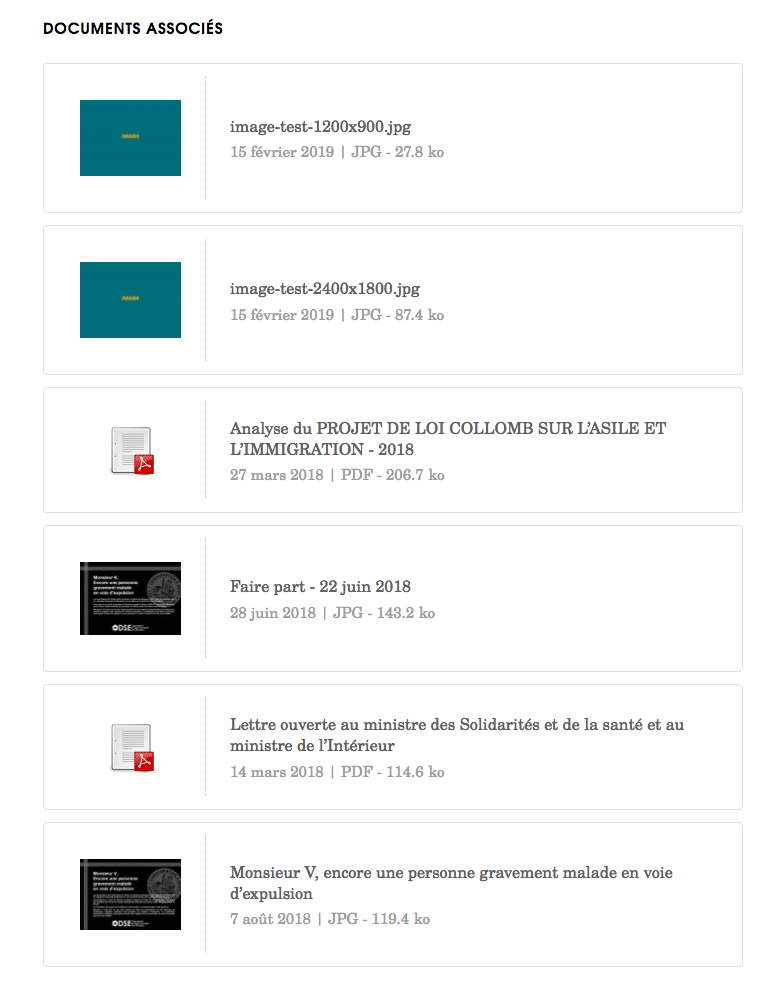 DOCUMENTS ASSOCIÉS
image-test-1200x900.jpg
15 février 2019 | JPG - 27.8 ko
image-test-2400x1800.jpg
15 février 2019 | JPG - 87.4 ko
Analyse du PROJET DE LOI COLLOMB SUR L’ASILE ET
L’IMMIGRATION - 2018
27 mars 2018 | PDF - 206.7 ko
Monsieur V,
Encore une personne
gravement malade
en voie d'expulsion
ODSE
Faire part - 22 juin 2018
28 juin 2018 | JPG - 143.2 ko
Lettre ouverte au ministre des Solidarités et de la santé et au
ministre de l’Intérieur
14 mars 2018 | PDF - 114.6 ko
Monsieur V,
Encore une personne
gravement malade
en voie d'expulsion
ODSE
Monsieur V, encore une personne gravement malade en voie
d’expulsion
7 août 2018 | JPG - 119.4 ko